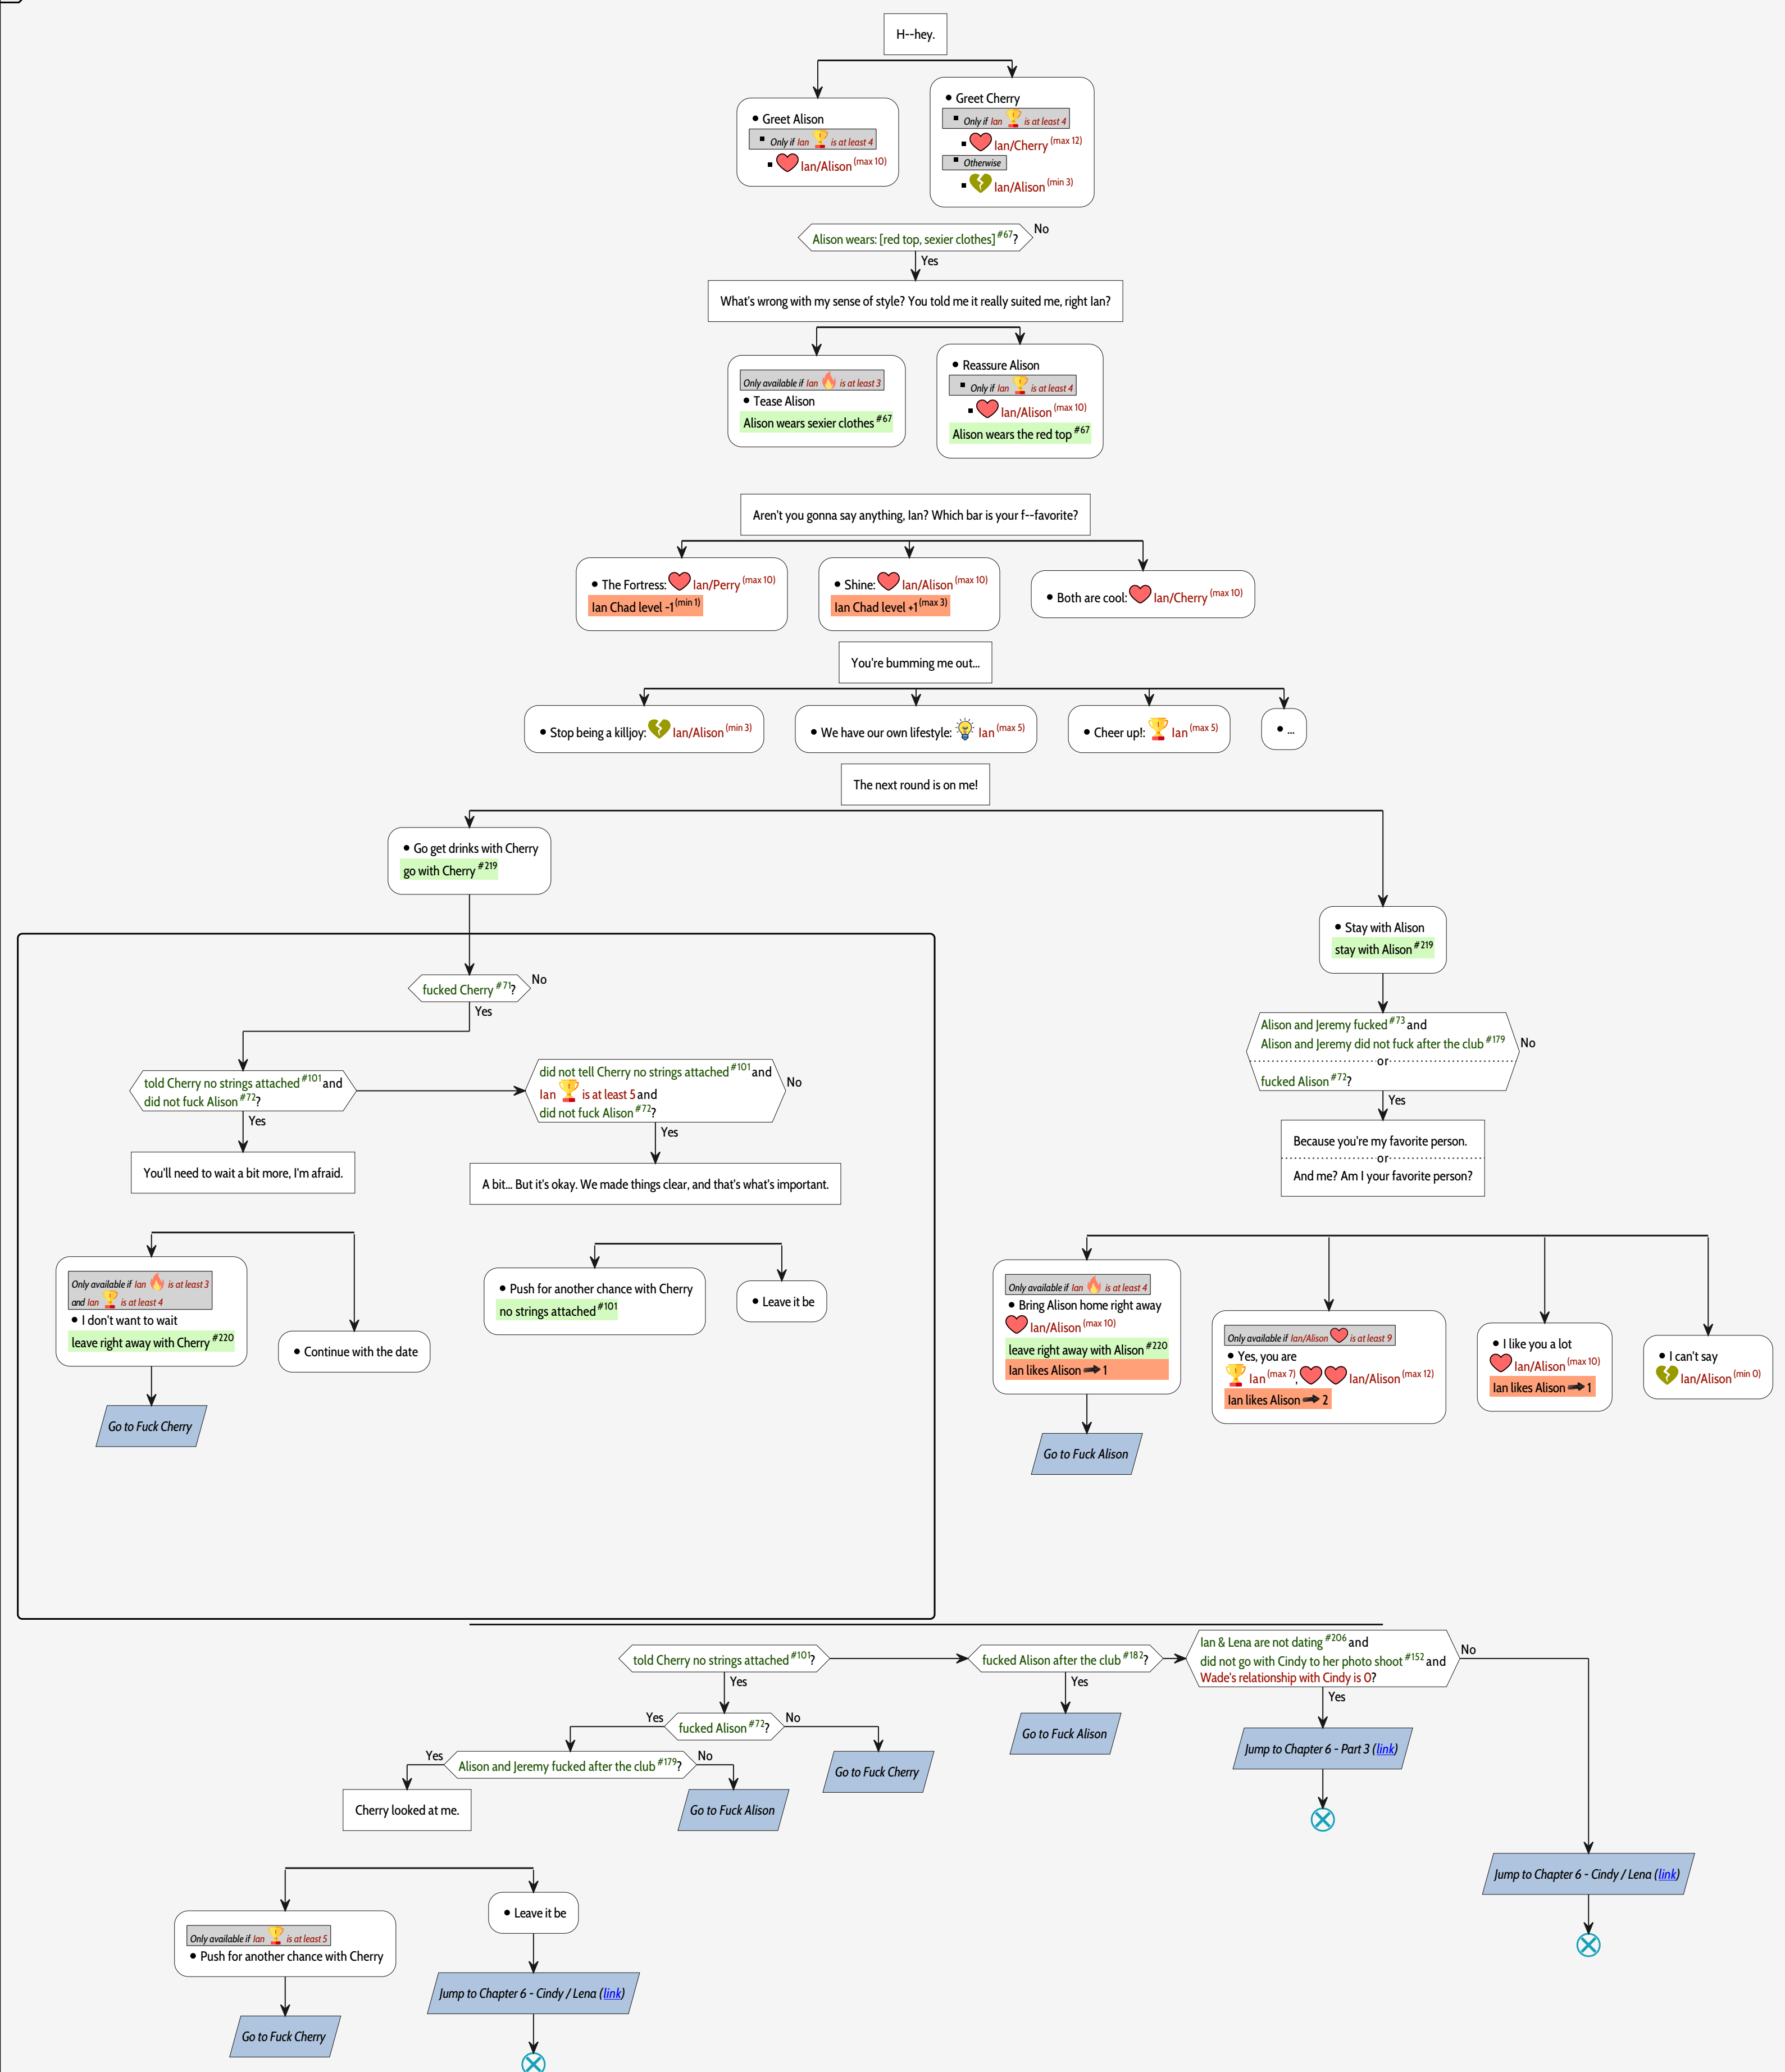 H--hey.
• Greet Alison
▪ Only if Ian 🏆 is at least 4
▪ ❤ Ian/Alison (max 10)
• Greet Cherry
▪ Only if Ian 🏆 is at least 4
▪ ❤ Ian/Cherry (max 12)
▪ Otherwise
▪ 💔 Ian/Alison (min 3)
Alison wears: [red top, sexier clothes] #67?
No
Yes
What's wrong with my sense of style? You told me it really suited me, right Ian?
Only available if Ian 🔥 is at least 3
• Tease Alison
Alison wears sexier clothes #67
• Reassure Alison
▪ Only if Ian 🏆 is at least 4
▪ ❤ Ian/Alison (max 10)
Alison wears the red top #67
Aren't you gonna say anything, Ian? Which bar is your f--favorite?
• The Fortress: ❤ Ian/Perry (max 10)
Ian Chad level -1 (min 1)
• Shine: ❤ Ian/Alison (max 10)
Ian Chad level +1 (max 3)
• Both are cool: ❤ Ian/Cherry (max 10)
You're bumming me out...
• Stop being a killjoy: 💔 Ian/Alison (min 3)
• We have our own lifestyle: 💡 Ian (max 5)
• Cheer up!: 🏆 Ian (max 5)
• ...
The next round is on me!
• Go get drinks with Cherry
go with Cherry #219
• Stay with Alison
stay with Alison #219
fucked Cherry #71?
No
Yes
told Cherry no strings attached #101 and
did not fuck Alison #72?
Yes
You'll need to wait a bit more, I'm afraid.
did not tell Cherry no strings attached #101 and
Ian 🏆 is at least 5 and
did not fuck Alison #72?
No
Yes
A bit... But it's okay. We made things clear, and that's what's important.
Only available if Ian 🔥 is at least 3
and Ian 🏆 is at least 4
• I don't want to wait
leave right away with Cherry #220
• Continue with the date
Go to Fuck Cherry
• Push for another chance with Cherry
no strings attached #101
• Leave it be
Alison and Jeremy fucked #73 and
Alison and Jeremy did not fuck after the club #179
or
fucked Alison #72?
No
Yes
Because you're my favorite person.
or
And me? Am I your favorite person?
Only available if Ian 🔥 is at least 4
• Bring Alison home right away
❤ Ian/Alison (max 10)
leave right away with Alison #220
Ian likes Alison ➡ 1
Go to Fuck Alison
Only available if Ian/Alison ❤ is at least 9
• Yes, you are
🏆 Ian (max 7), ❤❤ Ian/Alison (max 12)
Ian likes Alison ➡ 2
• I like you a lot
❤ Ian/Alison (max 10)
Ian likes Alison ➡ 1
• I can't say
💔 Ian/Alison (min 0)
told Cherry no strings attached #101?
Yes
fucked Alison after the club #182?
Yes
Ian & Lena are not dating #206 and
did not go with Cindy to her photo shoot #152 and
Wade's relationship with Cindy is 0?
No
Yes
Yes
fucked Alison #72?
No
Yes
Alison and Jeremy fucked after the club #179?
No
Cherry looked at me.
Go to Fuck Alison
Go to Fuck Cherry
Go to Fuck Alison
Jump to Chapter 6 - Part 3 (link)
Jump to Chapter 6 - Cindy / Lena (link)
Only available if Ian 🏆 is at least 5
• Push for another chance with Cherry
• Leave it be
Go to Fuck Cherry
Jump to Chapter 6 - Cindy / Lena (link)